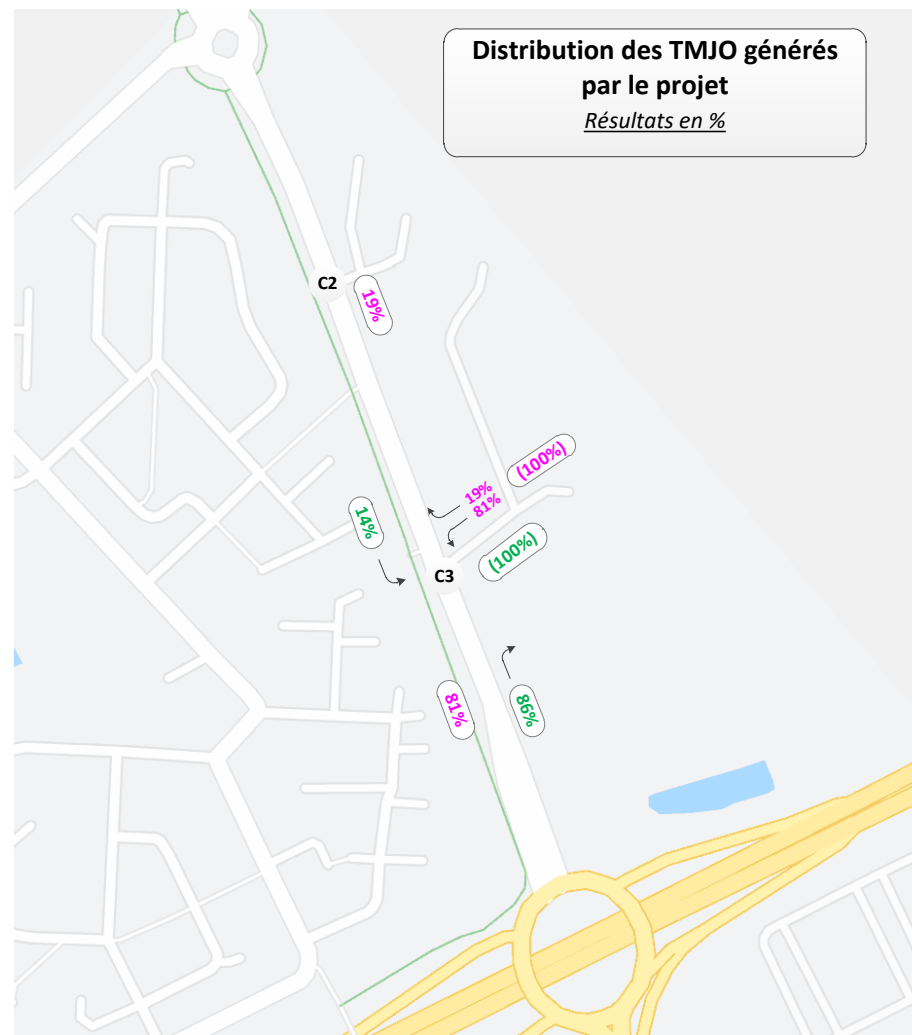 Distribution des TMJO générés
par le projet
Résultats en %
C2
19%
(100%)
19%
81%
14%
(100%)
C3
81%
86%